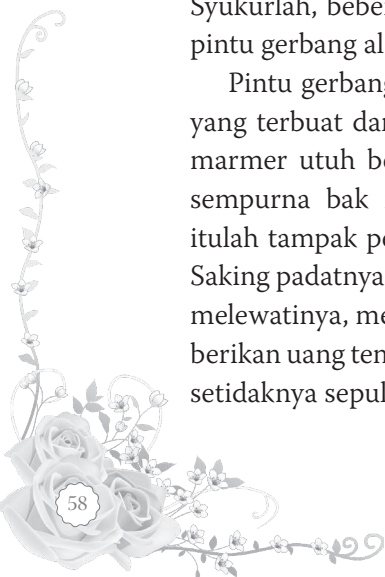 Syukurlah, bebe
pintu gerbang al
Pintu gerbang
yang terbuat dar
marmer utuh be
sempurna bak
itulah tampak pe
Saking padatnya
melewatinya, me
berikan uang ten
setidaknya sepul
58